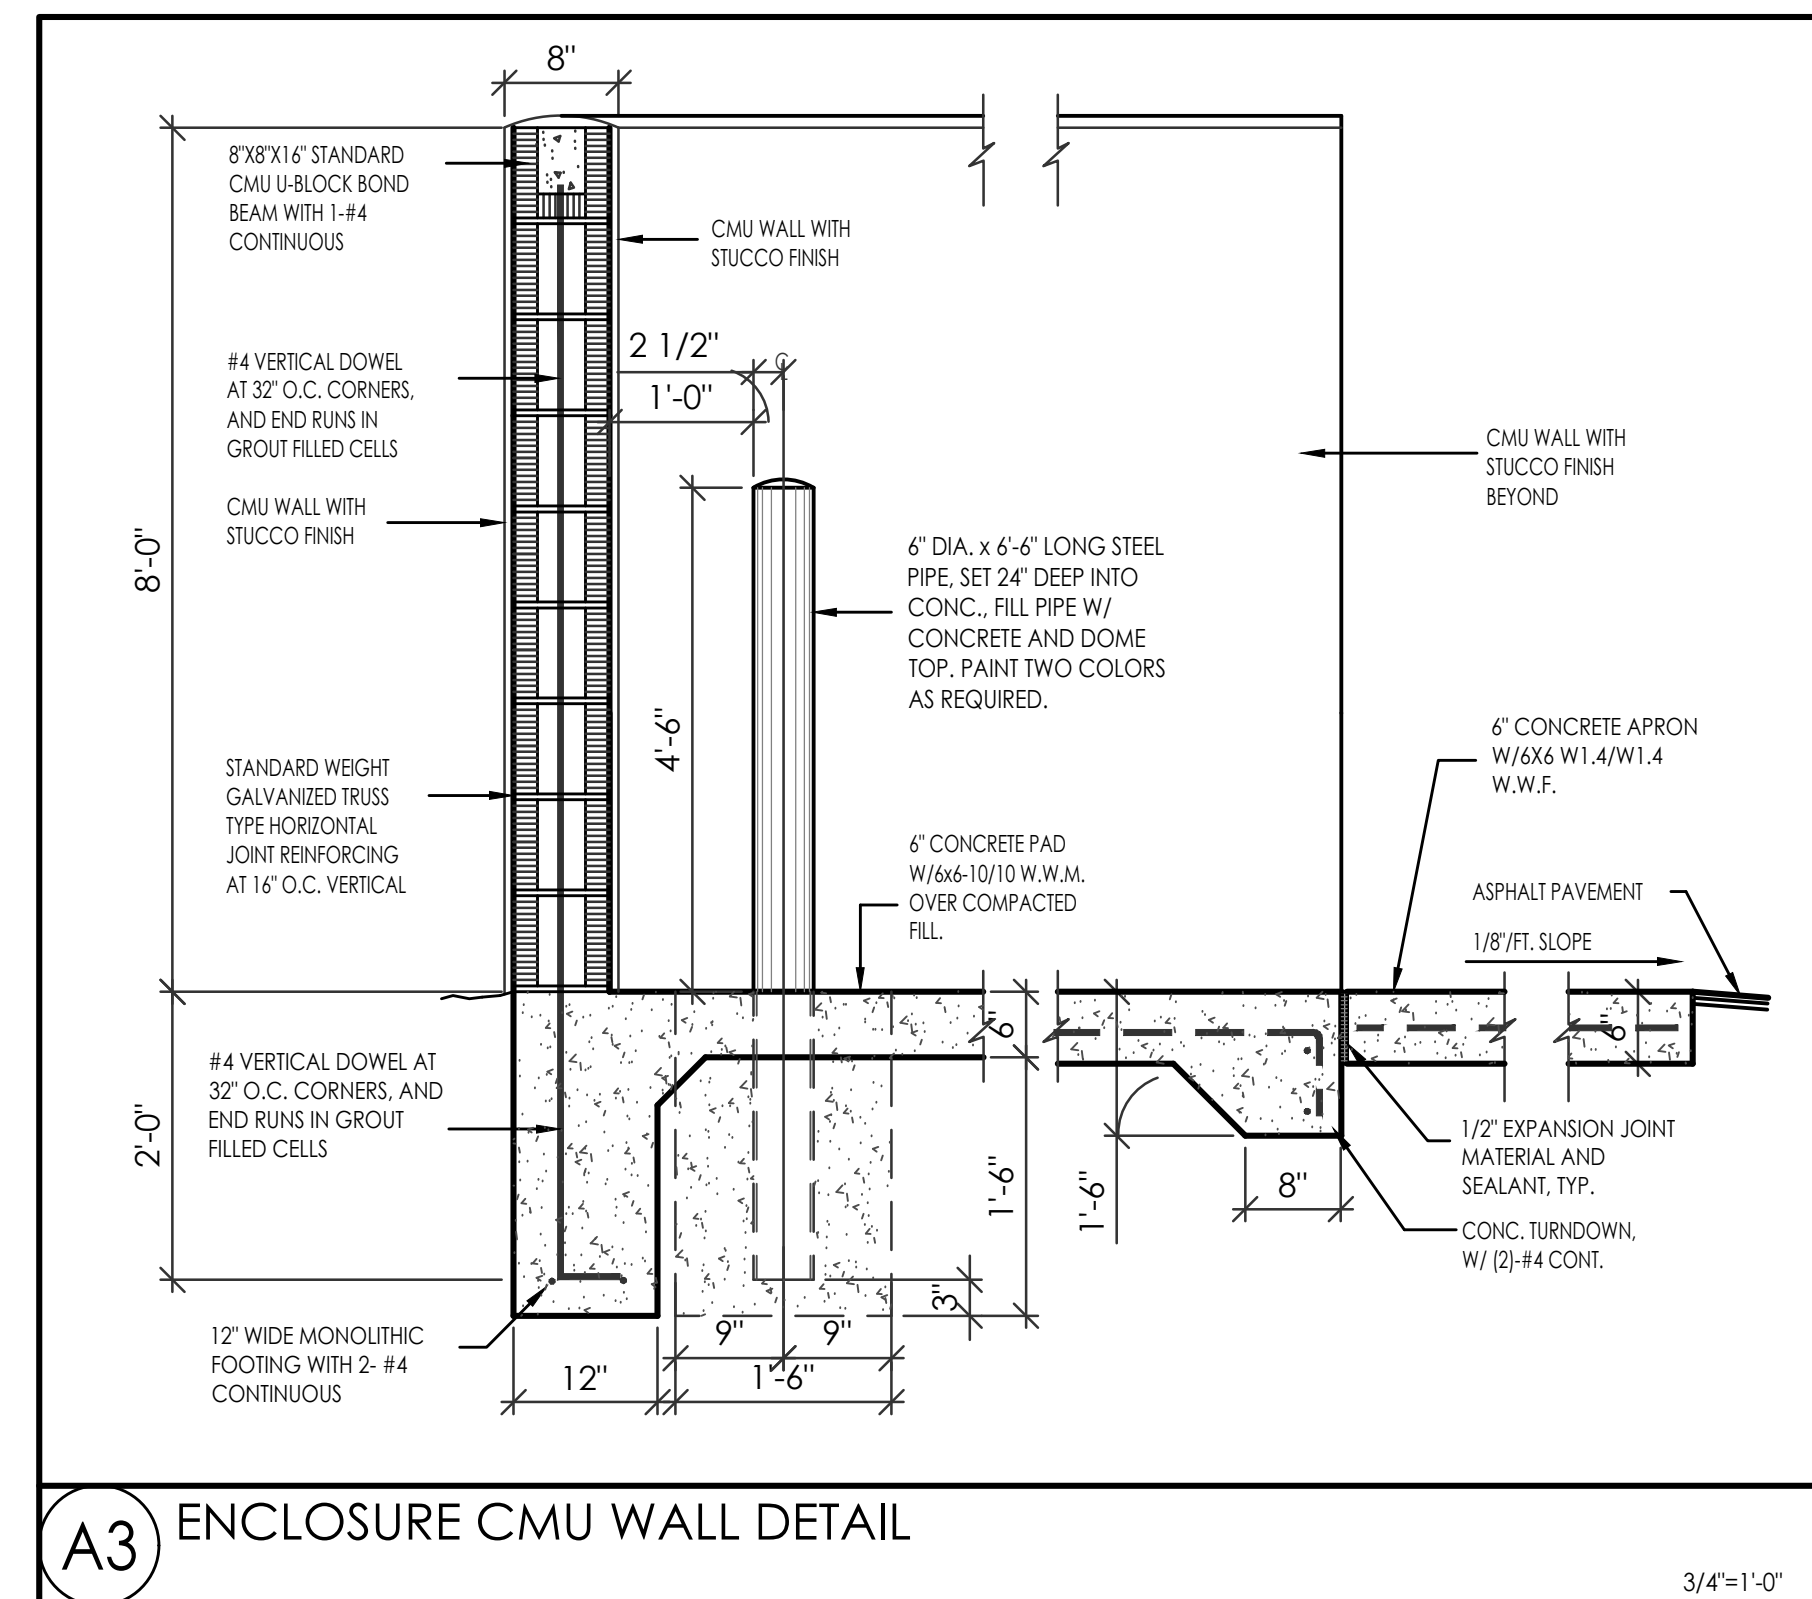 8"
8"X8"X16" STANDARD
CMU U-BLOCK BOND
BEAM WITH 1-#4
CONTINUOUS
CMU WALL WITH
STUCCO FINISH
2 1/2"
1'-0"
#4 VERTICAL DOWEL
AT 32" O.C. CORNERS,
AND END RUNS IN
GROUT FILLED CELLS
CMU WALL WITH
STUCCO FINISH
BEYOND
CMU WALL WITH
STUCCO FINISH
8'-0"
6" DIA. x 6'-6" LONG STEEL
PIPE, SET 24" DEEP INTO
CONC., FILL PIPE W/
CONCRETE AND DOME
TOP. PAINT TWO COLORS
AS REQUIRED.
4'-6"
6" CONCRETE APRON
W/6X6 W1.4/W1.4
W.W.F.
STANDARD WEIGHT
GALVANIZED TRUSS
TYPE HORIZONTAL
JOINT REINFORCING
AT 16" O.C. VERTICAL
6" CONCRETE PAD
W/6x6-10/10 W.W.M.
OVER COMPACTED
FILL.
ASPHALT PAVEMENT
1/8"/FT. SLOPE
6"
6"
#4 VERTICAL DOWEL AT
32" O.C. CORNERS, AND
END RUNS IN GROUT
FILLED CELLS
2'-0"
1'-6"
1'-6"
8"
1/2" EXPANSION JOINT
MATERIAL AND
SEALANT, TYP.
CONC. TURNDOWN,
W/ (2)-#4 CONT.
3"
12" WIDE MONOLITHIC
FOOTING WITH 2- #4
CONTINUOUS
9"
9"
12"
1'-6"
A3
ENCLOSURE CMU WALL DETAIL
3/4"=1'-0"